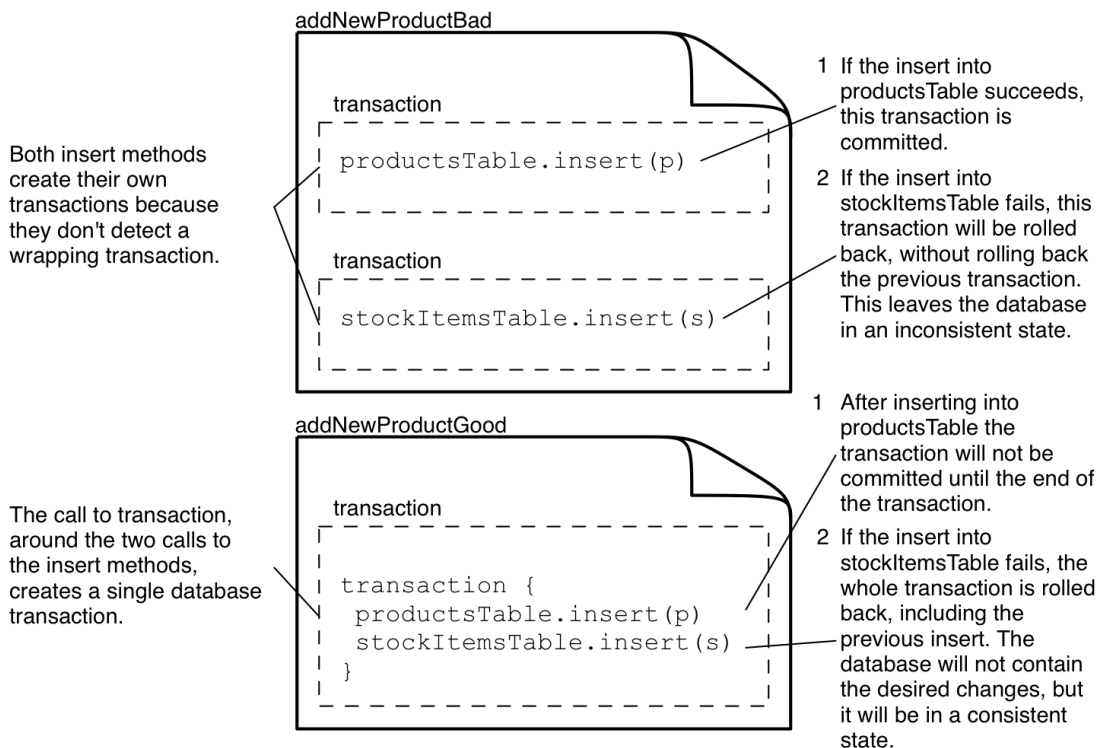 addNewProductBad
Both insert methods
create their own
transactions because
they don't detect a
wrapping transaction.
transaction
productsTable.insert(p)
transaction
stockItemsTable.insert(s)
1 If the insert into
productsTable succeeds,
this transaction is
committed.
2 If the insert into
stockItemsTable fails, this
transaction will be rolled
back, without rolling back
the previous transaction.
This leaves the database
in an inconsistent state.
addNewProductGood
The call to transaction,
around the two calls to
the insert methods,
creates a single database
transaction.
transaction
transaction {
productsTable.insert(p)
stockItemsTable.insert(s)
}
1 After inserting into
productsTable the
transaction will not be
committed until the end of
the transaction.
2 If the insert into
stockItemsTable fails, the
whole transaction is rolled
back, including the
previous insert. The
database will not contain
the desired changes, but
it will be in a consistent
state.